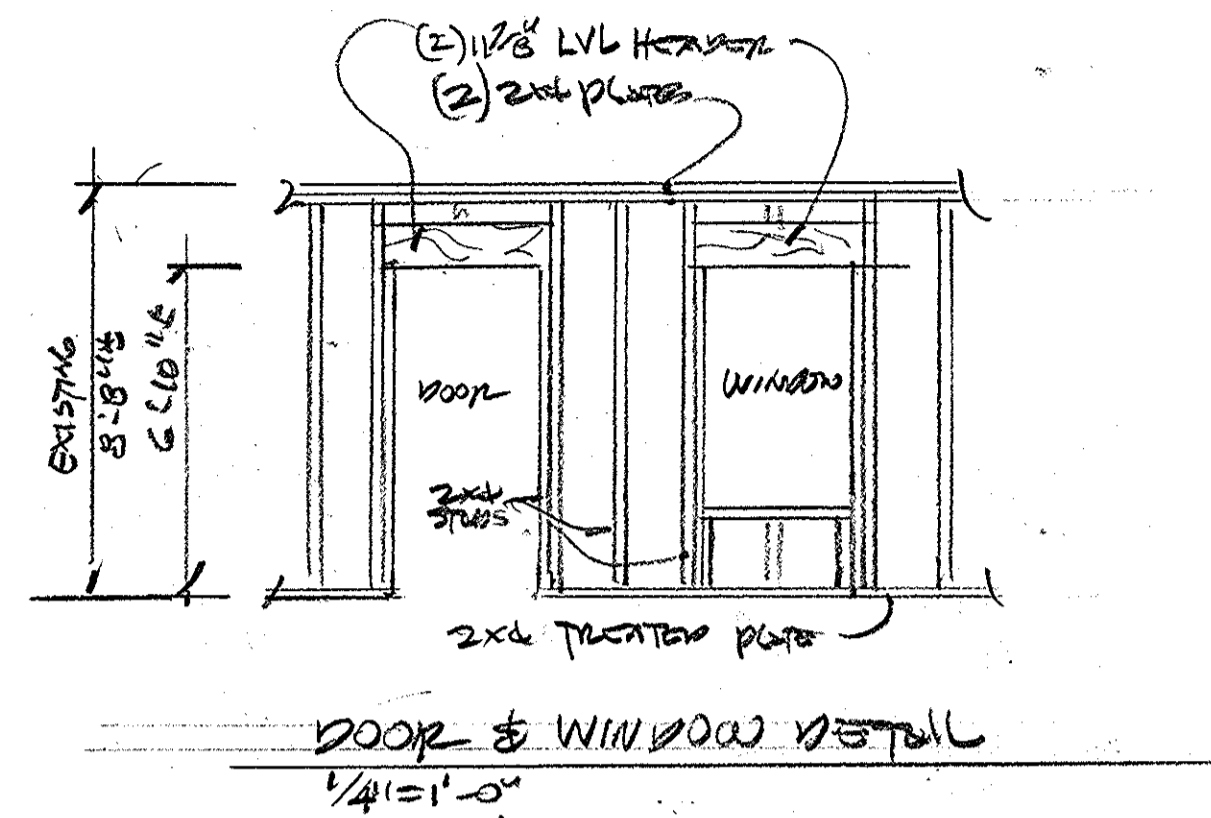 (2) 11 7/8" LVL HEADER
(2) 2x4 PLATES
EXISTING
8'-8"±
6'-10"±
DOOR
WINDOW
2x4
STUDS
2x4 TREATED PLATE
DOOR & WINDOW DETAIL
1/4"=1'-0"